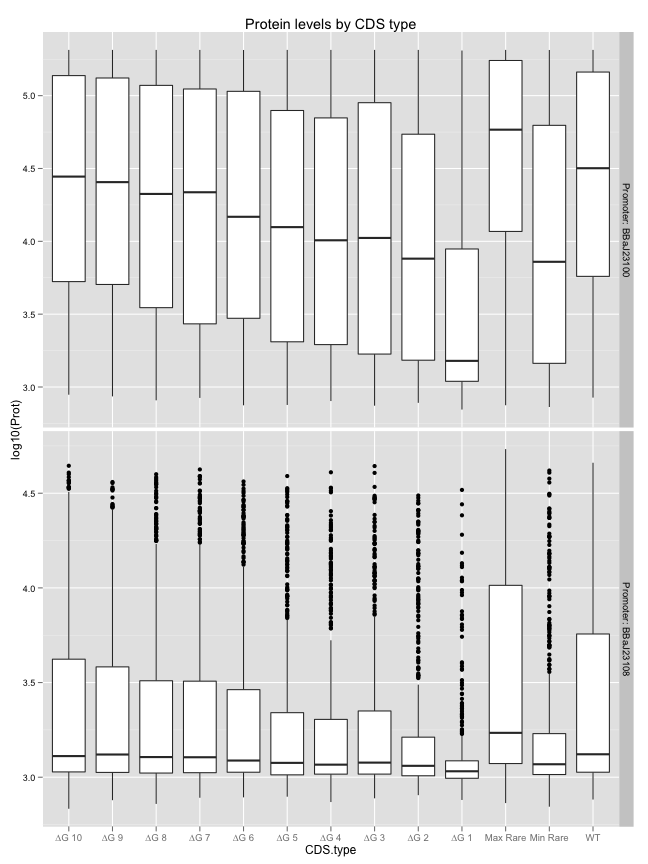 Protein levels by CDS type
5.0
4.5
4.0
3.5
3.0
Promoter: BBaJ23100
log10(Prot)
4.5
4.0
3.5
3.0
Promoter: BBaJ23108
ΔG 10 ΔG 9 ΔG 8 ΔG 7 ΔG 6 ΔG 5 ΔG 4 ΔG 3 ΔG 2 ΔG 1 Max Rare Min Rare WT
CDS.type